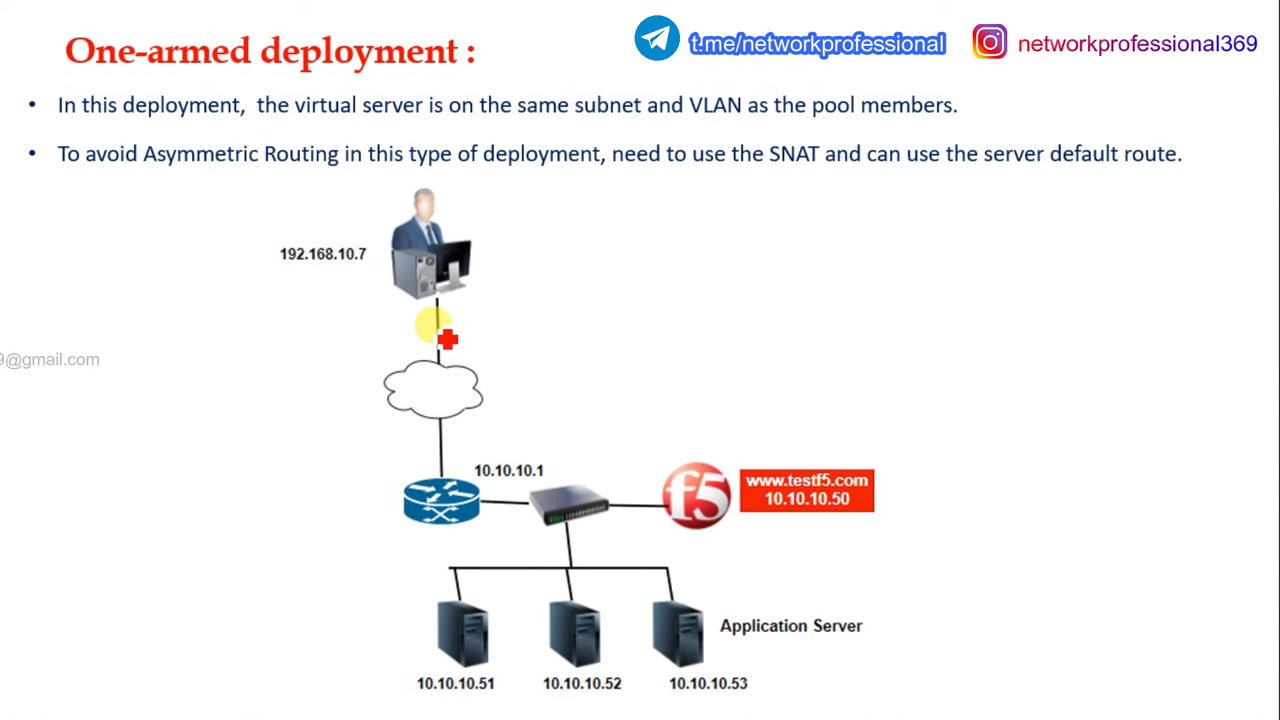 One-armed deployment :
t.me/networkprofessional
networkprofessional369
• In this deployment, the virtual server is on the same subnet and VLAN as the pool members.
• To avoid Asymmetric Routing in this type of deployment, need to use the SNAT and can use the server default route.
192.168.10.7
9@gmail.com
10.10.10.1
f5
www.testf5.com
10.10.10.50
Application Server
10.10.10.51
10.10.10.52
10.10.10.53